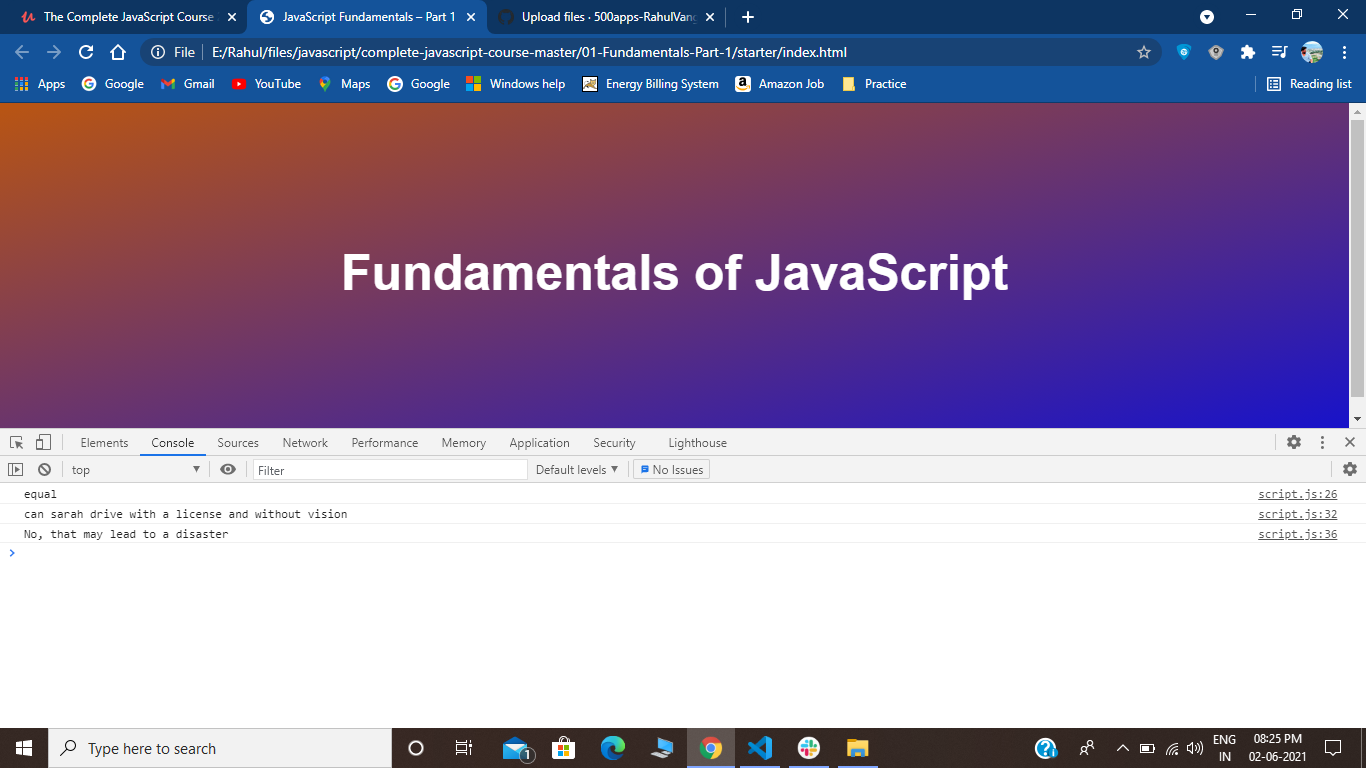 The Complete JavaScript Course
JavaScript Fundamentals – Part 1
Upload files · 500apps-RahulVang
File
E:/Rahul/files/javascript/complete-javascript-course-master/01-Fundamentals-Part-1/starter/index.html
Apps
Google
Gmail
YouTube
Maps
Google
Windows help
Energy Billing System
Amazon Job
Practice
Reading list
Fundamentals of JavaScript
Elements
Console
Sources
Network
Performance
Memory
Application
Security
Lighthouse
top
Filter
Default levels
No Issues
equal
script.js:26
can sarah drive with a license and without vision
script.js:32
No, that may lead to a disaster
script.js:36
Type here to search
1
ENG
IN
08:25 PM
02-06-2021